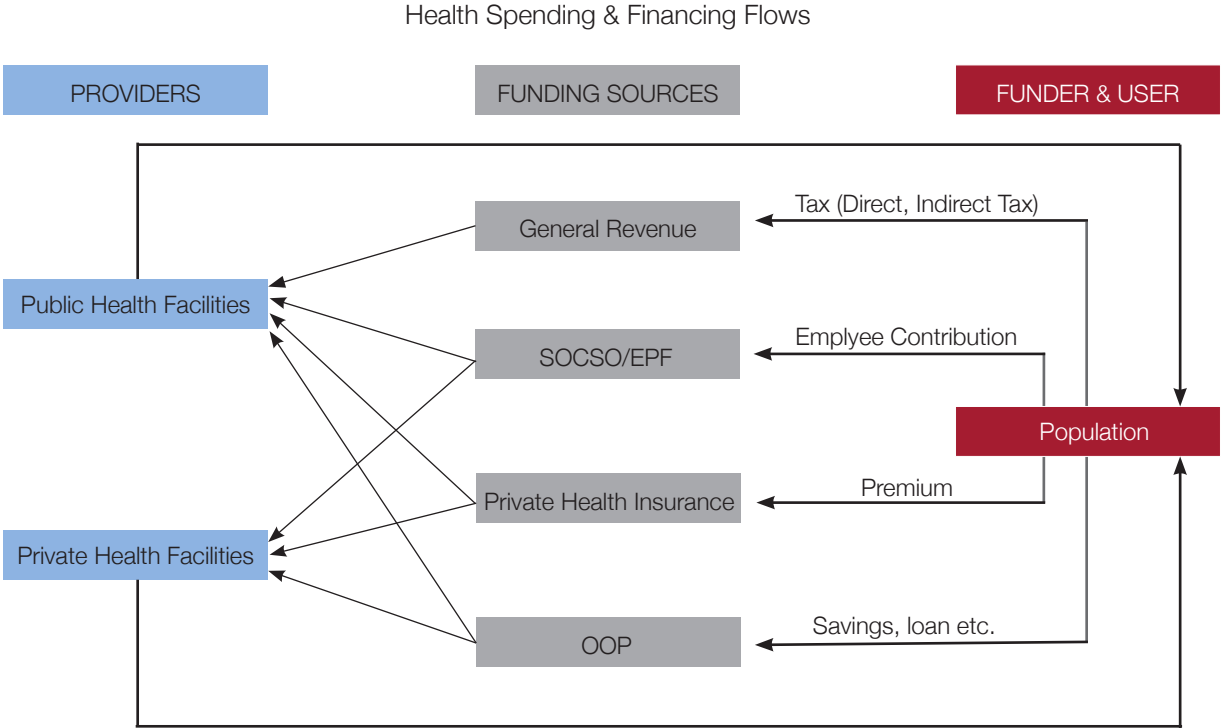 Health Spending & Financing Flows
PROVIDERS
FUNDING SOURCES
FUNDER & USER
Tax (Direct, Indirect Tax)
General Revenue
Public Health Facilities
Emplyee Contribution
SOCSO/EPF
Population
Premium
Private Health Insurance
Private Health Facilities
Savings, loan etc.
OOP